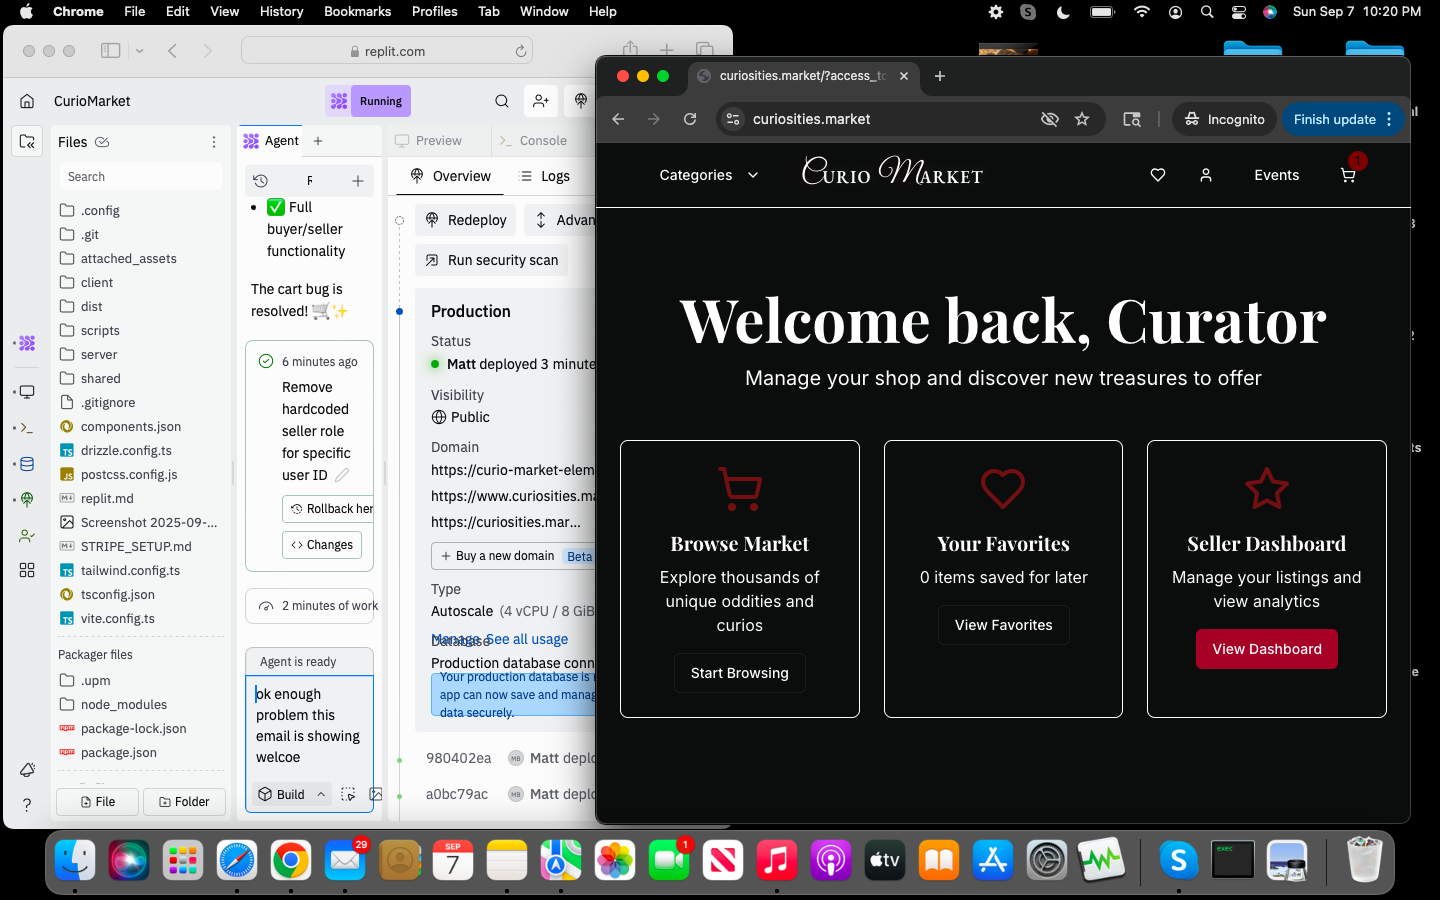 Chrome File Edit View History Bookmarks Profiles Tab Window Help Sun Sep 7 10:20 PM
replit.com
CurioMarket
Running
Files
Search
.config
.git
attached_assets
client
dist
scripts
server
shared
.gitignore
components.json
drizzle.config.ts
postcss.config.js
replit.md
Screenshot 2025-09-...
STRIPE_SETUP.md
tailwind.config.ts
tsconfig.json
vite.config.ts
Packager files
.upm
node_modules
package-lock.json
package.json
File Folder
Agent
✅ Full
buyer/seller
functionality
The cart bug is
resolved! 🛒✨
6 minutes ago
Remove
hardcoded
seller role
for specific
user ID
Rollback her
Changes
2 minutes of work
Agent is ready
ok enough
problem this
email is showing
welcoe
Build
Preview Console
Overview Logs
Redeploy Advan
Run security scan
Production
Status
Matt deployed 3 minute
Visibility
Public
Domain
https://curio-market-elem
https://www.curiosities.ma
https://curiosities.mar...
Buy a new domain Beta
Type
Autoscale (4 vCPU / 8 GiB
Manage See all usage
Database
Production database conn
Your production database is
app can now save and manag
data securely.
980402ea MB Matt deplo
a0bc79ac MB Matt deplo
curiosities.market/?access_to
curiosities.market
Incognito
Finish update
Categories
Curio Market
Events
1
Welcome back, Curator
Manage your shop and discover new treasures to offer
Browse Market
Explore thousands of
unique oddities and
curios
Start Browsing
Your Favorites
0 items saved for later
View Favorites
Seller Dashboard
Manage your listings and
view analytics
View Dashboard
29
SEP
7
1
tv
exec